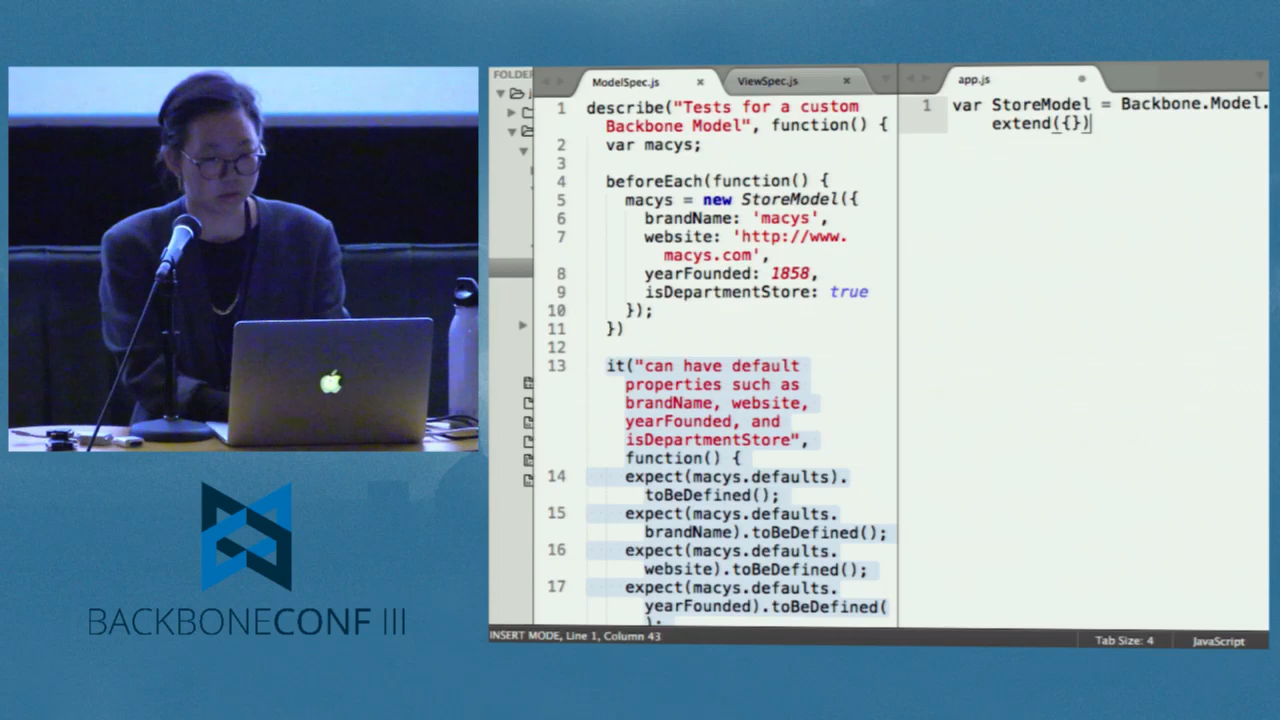 FOLDE
ModelSpec.js
ViewSpec.js
app.js
1 describe("Tests for a custom
Backbone Model", function() {
2 var macys;
3
4 beforeEach(function() {
5 macys = new StoreModel({
6 brandName: 'macys',
7 website: 'http://www.
macys.com',
8 yearFounded: 1858,
9 isDepartmentStore: true
10 });
11 })
12
13 it("can have default
properties such as
brandName, website,
yearFounded, and
isDepartmentStore",
function() {
14 expect(macys.defaults).
toBeDefined();
15 expect(macys.defaults.
brandName).toBeDefined();
16 expect(macys.defaults.
website).toBeDefined();
17 expect(macys.defaults.
yearFounded).toBeDefined(
);
1 var StoreModel = Backbone.Model.
extend({})
INSERT MODE, Line 1, Column 43
Tab Size: 4
JavaScript
BACKBONECONF III